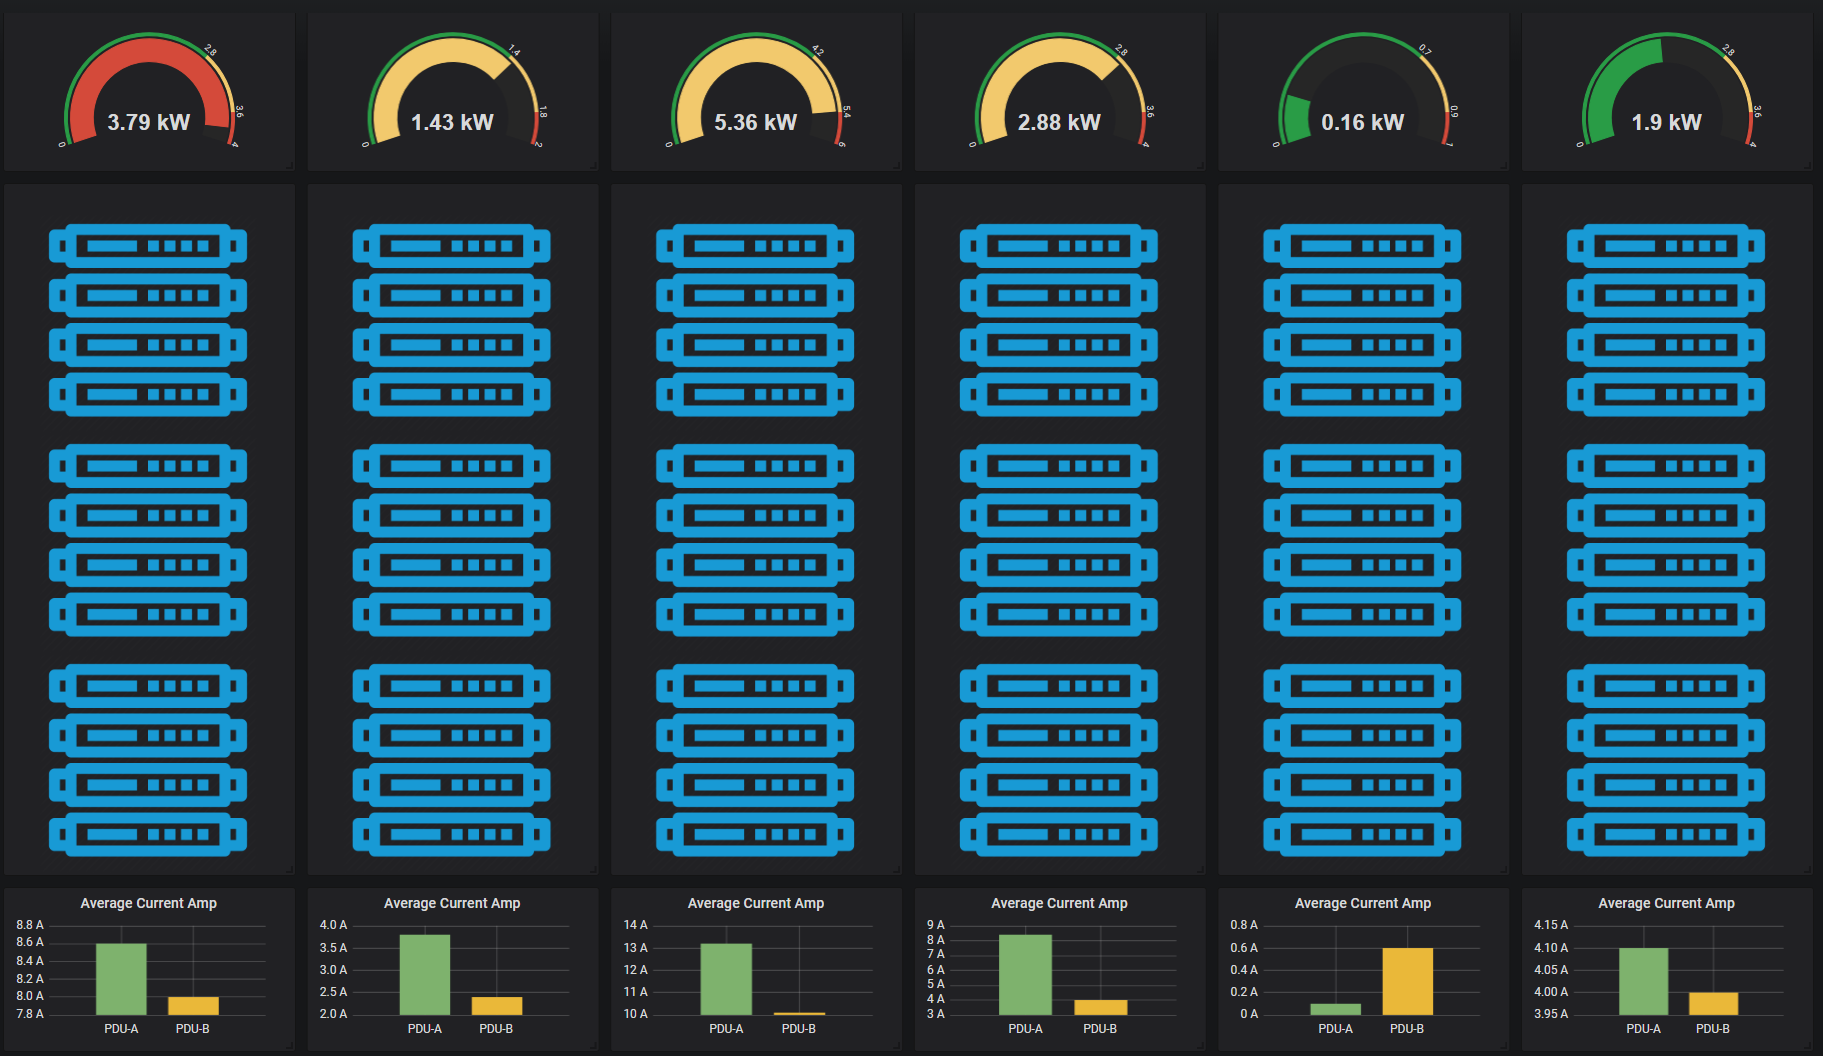 2.8
3.6
0
4
3.79 kW
1.4
1.8
0
2
1.43 kW
4.2
5.4
0
6
5.36 kW
2.8
3.6
0
4
2.88 kW
0.7
0.9
0
1
0.16 kW
2.8
3.6
0
4
1.9 kW
Average Current Amp
8.8 A
8.6 A
8.4 A
8.2 A
8.0 A
7.8 A
PDU-A PDU-B
Average Current Amp
4.0 A
3.5 A
3.0 A
2.5 A
2.0 A
PDU-A PDU-B
Average Current Amp
14 A
13 A
12 A
11 A
10 A
PDU-A PDU-B
Average Current Amp
9 A
8 A
7 A
6 A
5 A
4 A
3 A
PDU-A PDU-B
Average Current Amp
0.8 A
0.6 A
0.4 A
0.2 A
0 A
PDU-A PDU-B
Average Current Amp
4.15 A
4.10 A
4.05 A
4.00 A
3.95 A
PDU-A PDU-B